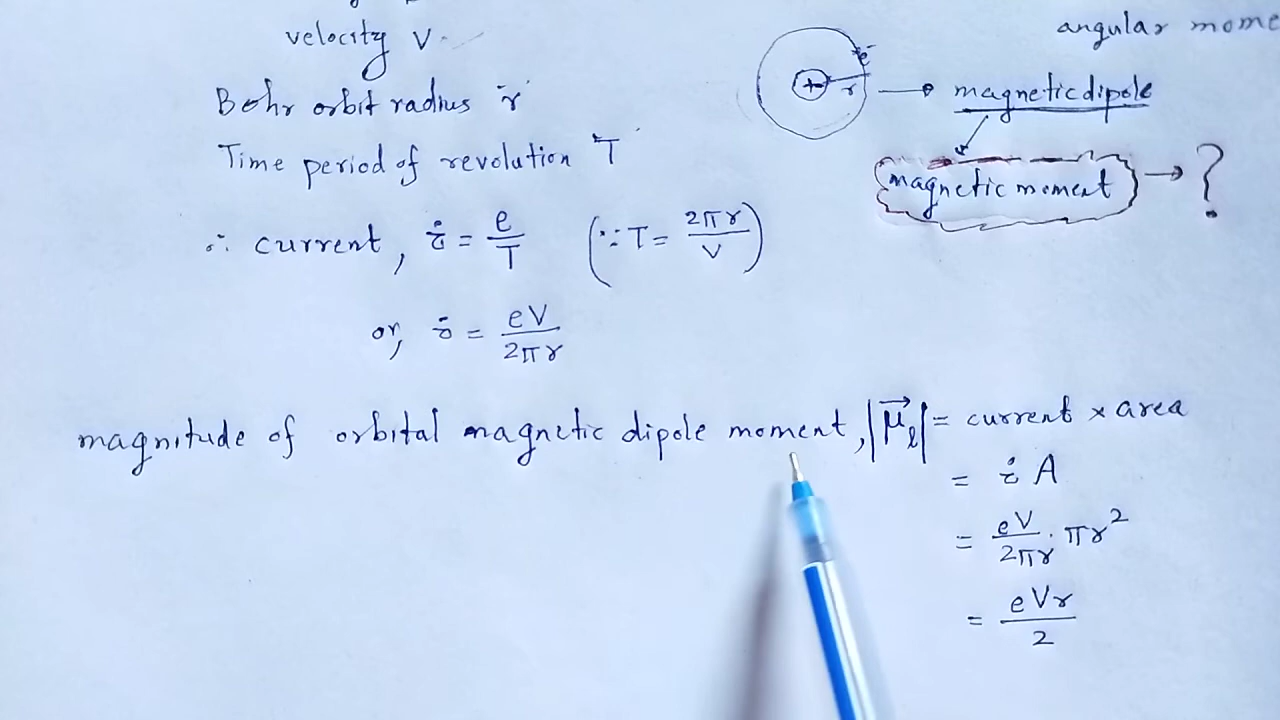 velocity v.
angular mome
Bohr orbit radius 'r'
+ r e⁻ → magnetic dipole
Time period of revolution 'T'
magnetic moment → ?
∴ current, i = e/T (∵ T = 2πr/v)
or, i = eV/2πr
magnitude of orbital magnetic dipole moment, |μ⃗_l| = current × area
= i A
= eV/2πr · πr²
= eVr/2